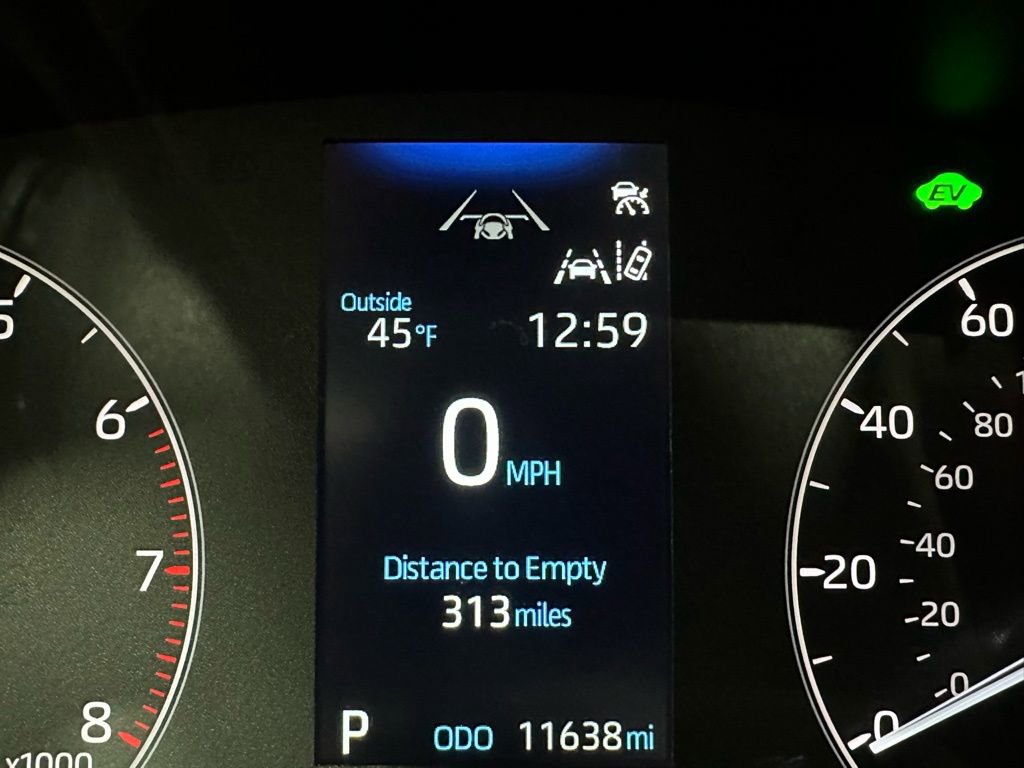 EV
Outside
45°F 12:59
0 MPH
Distance to Empty
313 miles
P ODO 11638 mi
6
7
8
x1000
60
40
20
0
80
60
40
20
0